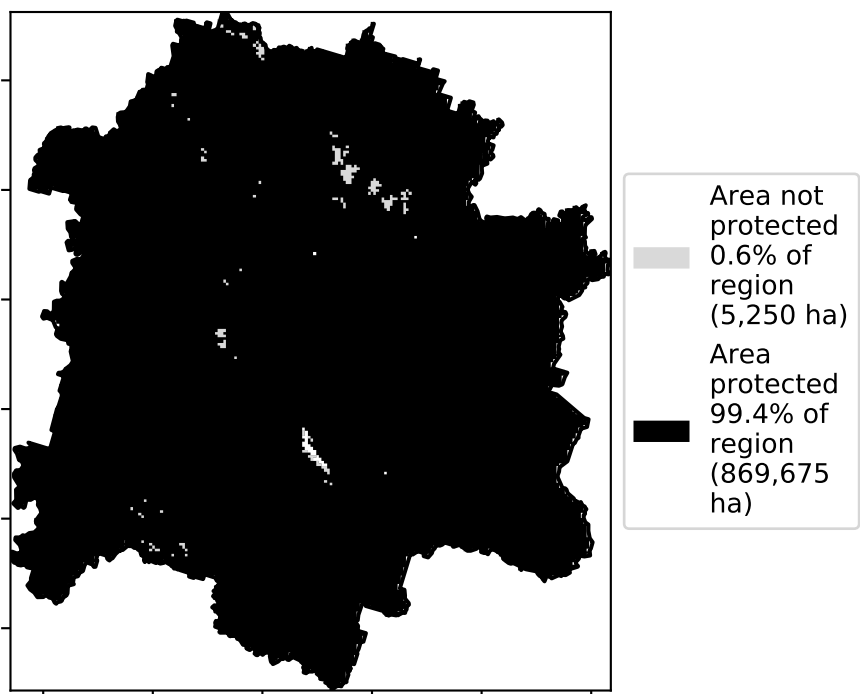 Area not
protected
0.6% of
region
(5,250 ha)
Area
protected
99.4% of
region
(869,675
ha)